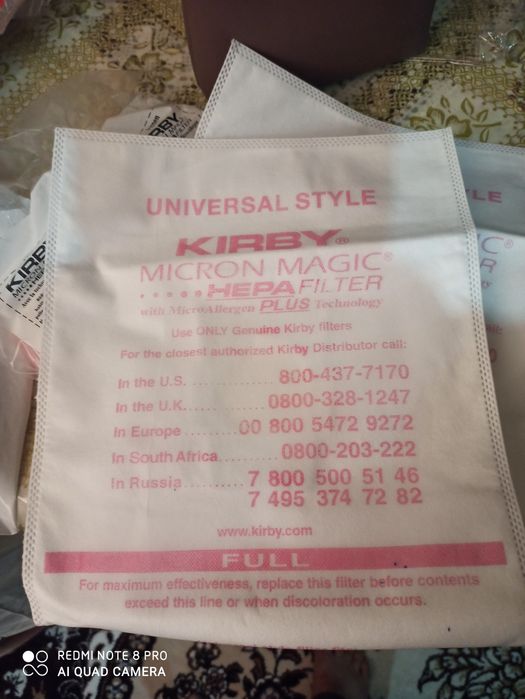 UNIVERSAL STYLE
KIRBY®
MICRON MAGIC®
HEPA FILTER
with MicroAllergen PLUS Technology
Use ONLY Genuine Kirby filters
For the closest authorized Kirby Distributor call:
In the U.S. .............. 800-437-7170
In the U.K. .......... 0800-328-1247
In Europe ...... 00 800 5472 9272
In South Africa.......... 0800-203-222
In Russia.......... 7 800 500 51 46
7 495 374 72 82
www.kirby.com
FULL
For maximum effectiveness, replace this filter before contents
exceed this line or when discoloration occurs.
KIRBY
MICRON
YLE
REDMI NOTE 8 PRO
AI QUAD CAMERA